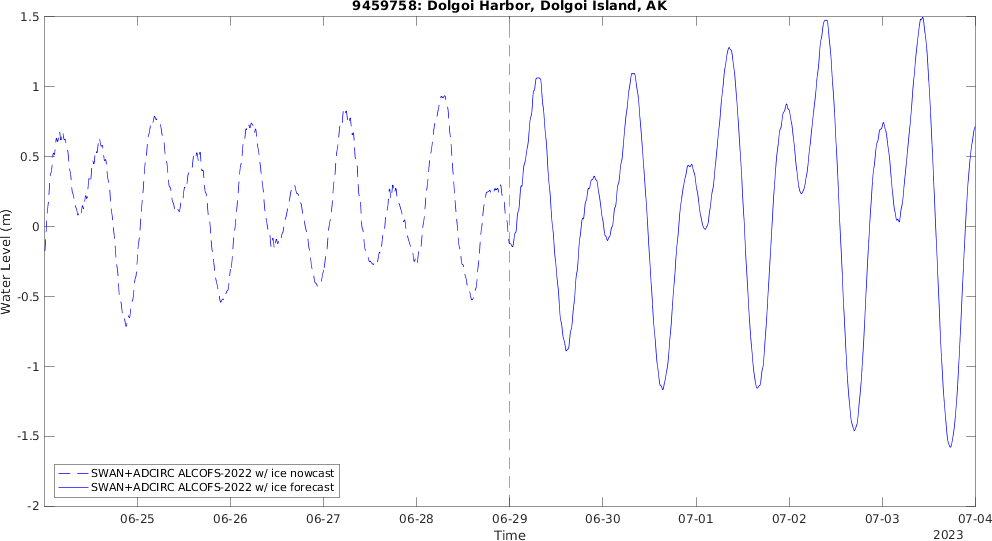 9459758: Dolgoi Harbor, Dolgoi Island, AK
1.5
1
0.5
0
-0.5
-1
-1.5
-2
Water Level (m)
SWAN+ADCIRC ALCOFS-2022 w/ ice nowcast
SWAN+ADCIRC ALCOFS-2022 w/ ice forecast
06-25 06-26 06-27 06-28 06-29 06-30 07-01 07-02 07-03 07-04
Time
2023